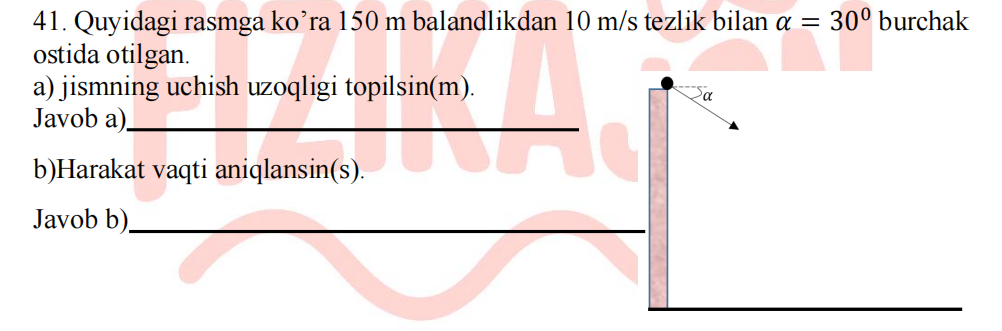 41. Quyidagi rasmga ko’ra 150 m balandlikdan 10 m/s tezlik bilan α = 30⁰ burchak
ostida otilgan.
a) jismning uchish uzoqligi topilsin(m).
Javob a)
b)Harakat vaqti aniqlansin(s).
Javob b)
α
FIZIKAJON